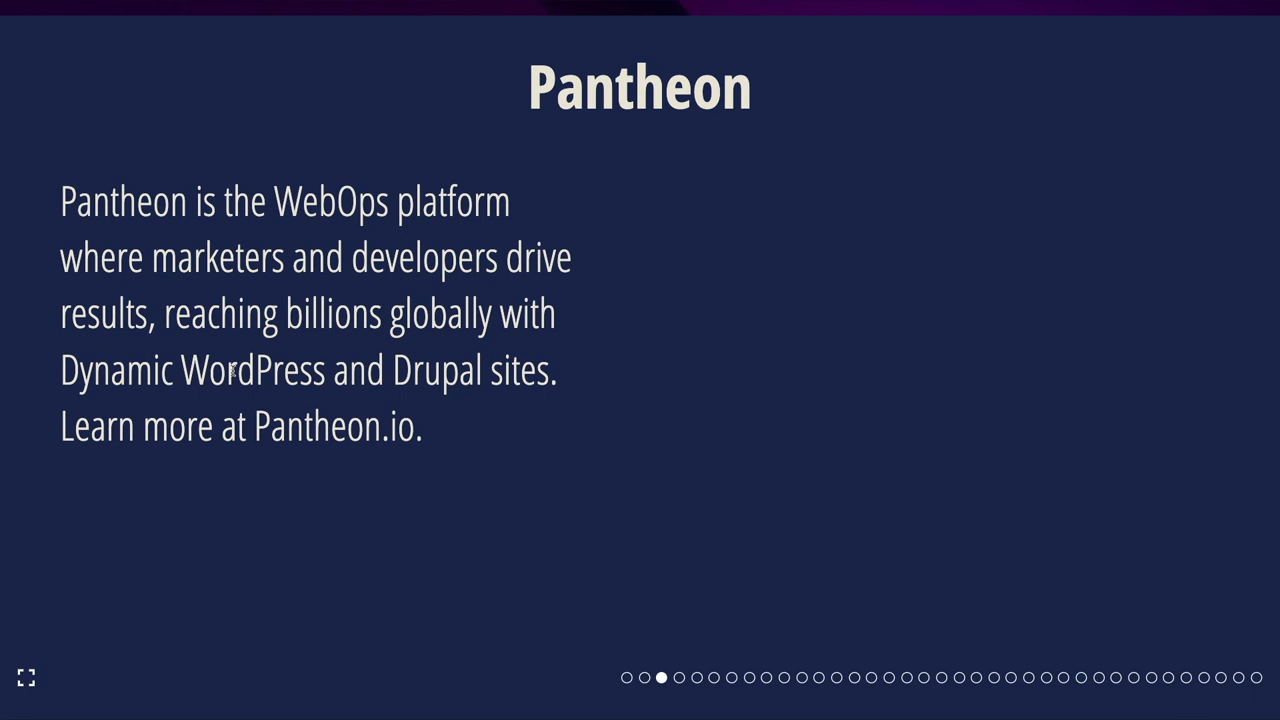 Pantheon
Pantheon is the WebOps platform
where marketers and developers drive
results, reaching billions globally with
Dynamic WordPress and Drupal sites.
Learn more at Pantheon.io.